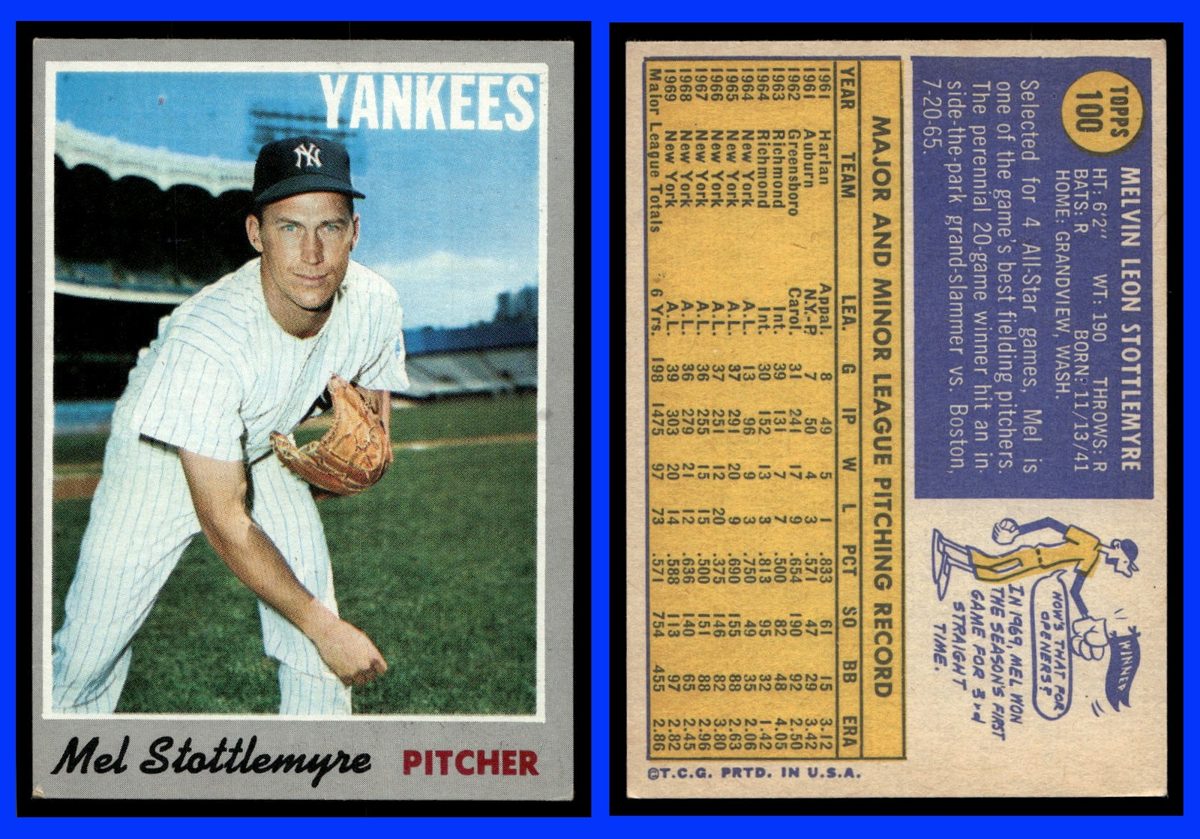 YANKEES
NY
Mel Stottlemyre PITCHER
TOPPS
100
MELVIN LEON STOTTLEMYRE
HT: 6'2" WT: 190 THROWS: R
BATS: R BORN: 11/13/41
HOME: GRANDVIEW, WASH.
Selected for 4 All-Star games, Mel is
one of the game's best fielding pitchers.
The perennial 20-game winner hit an in-
side-the-park grand-slammer vs. Boston,
7-20-65.
WINNER
HOW'S THAT FOR
OPENERS?
IN 1969, MEL WON
THE SEASON'S FIRST
GAME FOR 3rd
STRAIGHT
TIME.
MAJOR AND MINOR LEAGUE PITCHING RECORD
YEAR TEAM LEA. G IP W L PCT SO BB ERA
1961 Harlan Appal. 8 49 5 1 .833 61 15 3.12
1961 Auburn N.Y.-P. 7 50 4 3 .571 47 29 2.42
1962 Greensboro Carol. 31 241 17 9 .654 190 92 2.50
1963 Richmond Int. 39 131 7 7 .500 82 48 4.05
1964 Richmond Int. 30 152 13 3 .813 95 32 1.42
1964 New York A.L. 13 96 9 3 .750 49 35 2.06
1965 New York A.L. 37 291 20 9 .690 155 88 2.63
1966 New York A.L. 37 251 12 20 .375 146 82 3.80
1967 New York A.L. 36 255 15 15 .500 151 88 2.96
1968 New York A.L. 36 279 21 12 .636 140 65 2.45
1969 New York A.L. 39 303 20 14 .588 113 97 2.82
Major League Totals 6 Yrs. 198 1475 97 73 .571 754 455 2.86
©T.C.G. PRTD. IN U.S.A.